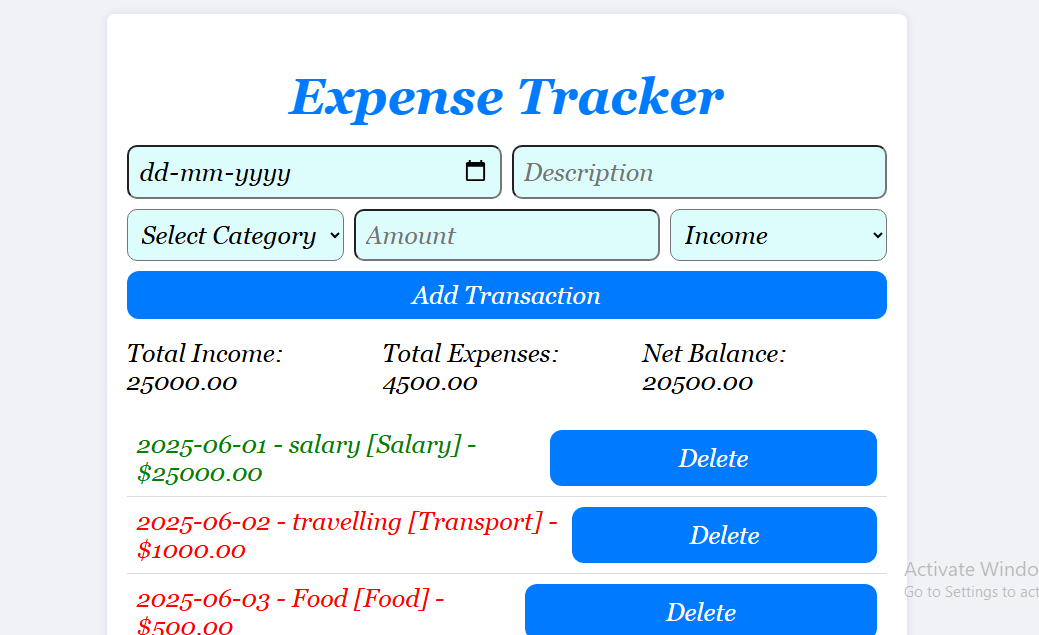 Expense Tracker
dd-mm-yyyy
Description
Select Category
Amount
Income
Add Transaction
Total Income:
25000.00
Total Expenses:
4500.00
Net Balance:
20500.00
2025-06-01 - salary [Salary] -
$25000.00
Delete
2025-06-02 - travelling [Transport] -
$1000.00
Delete
2025-06-03 - Food [Food] -
$500.00
Delete
Activate Windo
Go to Settings to act